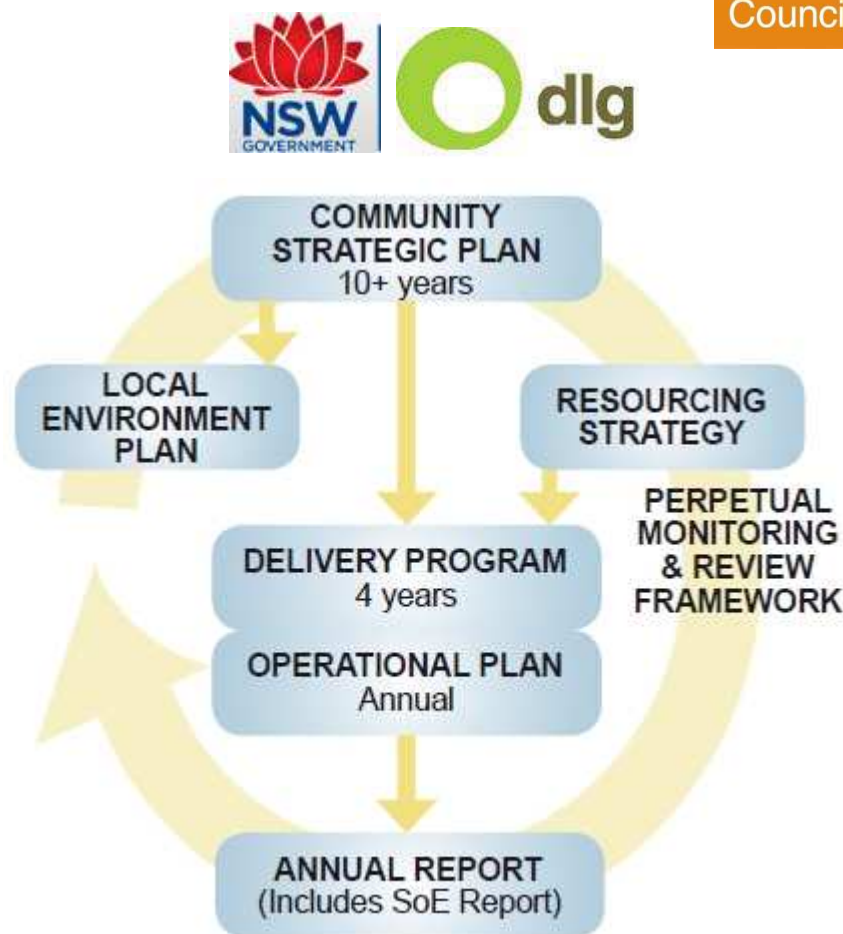 Counci
NSW
GOVERNMENT
dlg
COMMUNITY
STRATEGIC PLAN
10+ years
LOCAL
ENVIRONMENT
PLAN
RESOURCING
STRATEGY
PERPETUAL
MONITORING
& REVIEW
FRAMEWORK
DELIVERY PROGRAM
4 years
OPERATIONAL PLAN
Annual
ANNUAL REPORT
(Includes SoE Report)